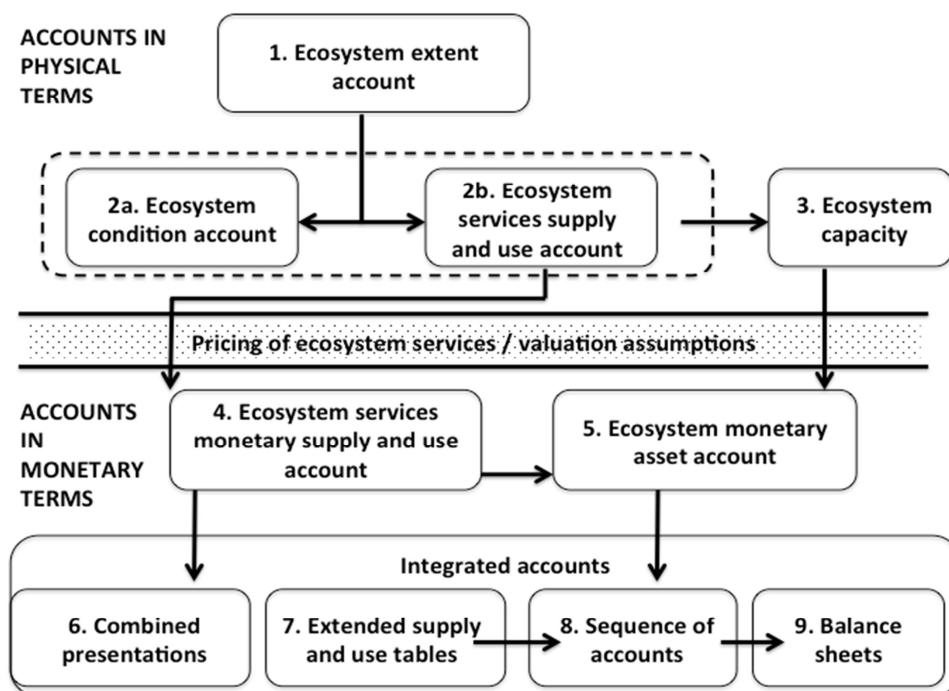 ACCOUNTS IN
PHYSICAL
TERMS
1. Ecosystem extent
account
2a. Ecosystem
condition account
2b. Ecosystem
services supply
and use account
3. Ecosystem
capacity
Pricing of ecosystem services / valuation assumptions
ACCOUNTS
IN
MONETARY
TERMS
4. Ecosystem services
monetary supply and use
account
5. Ecosystem monetary
asset account
Integrated accounts
6. Combined
presentations
7. Extended supply
and use tables
8. Sequence of
accounts
9. Balance
sheets